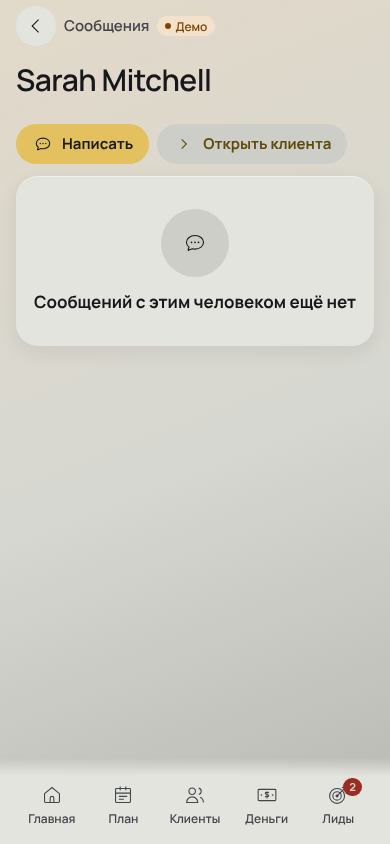 Сообщения
Демо
Sarah Mitchell
Написать
Открыть клиента
Сообщений с этим человеком ещё нет
2
Главная
План
Клиенты
Деньги
Лиды